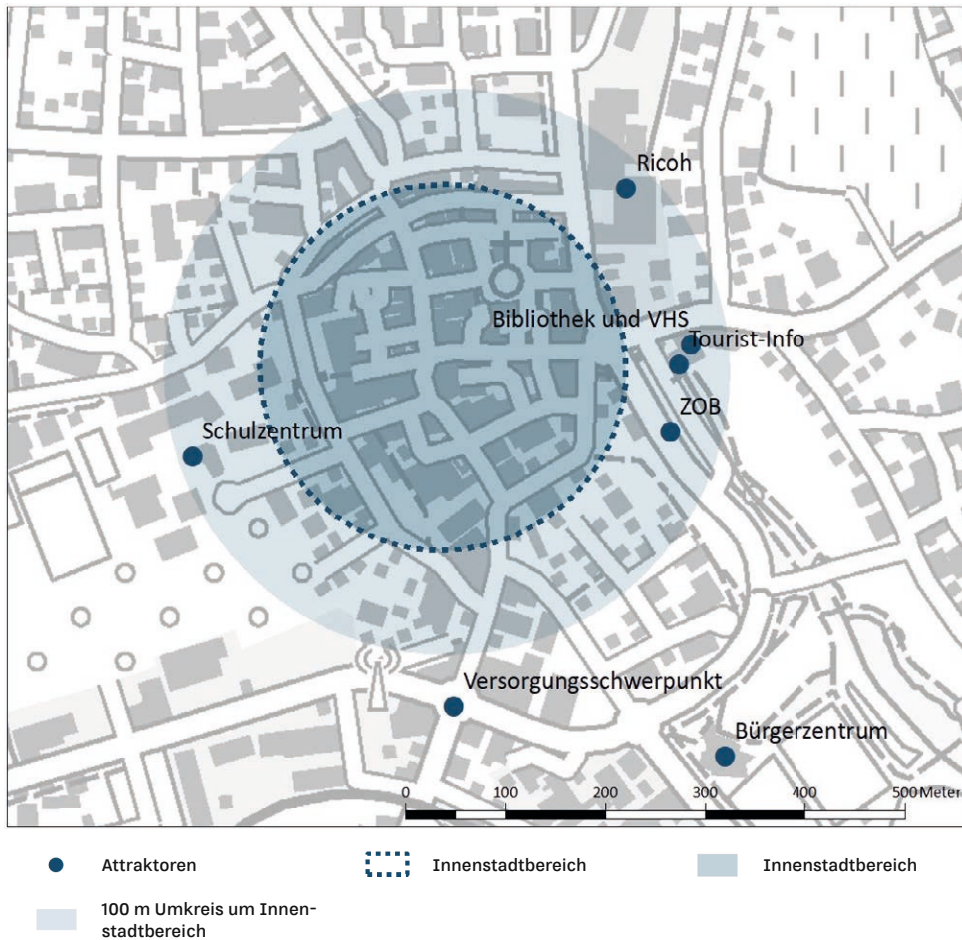 Ricoh
Bibliothek und VHS
Tourist-Info
ZOB
Schulzentrum
Versorgungsschwerpunkt
Bürgerzentrum
0 100 200 300 400 500 Meter
Attraktoren
Innenstadtbereich
Innenstadtbereich
100 m Umkreis um Innen-
stadtbereich